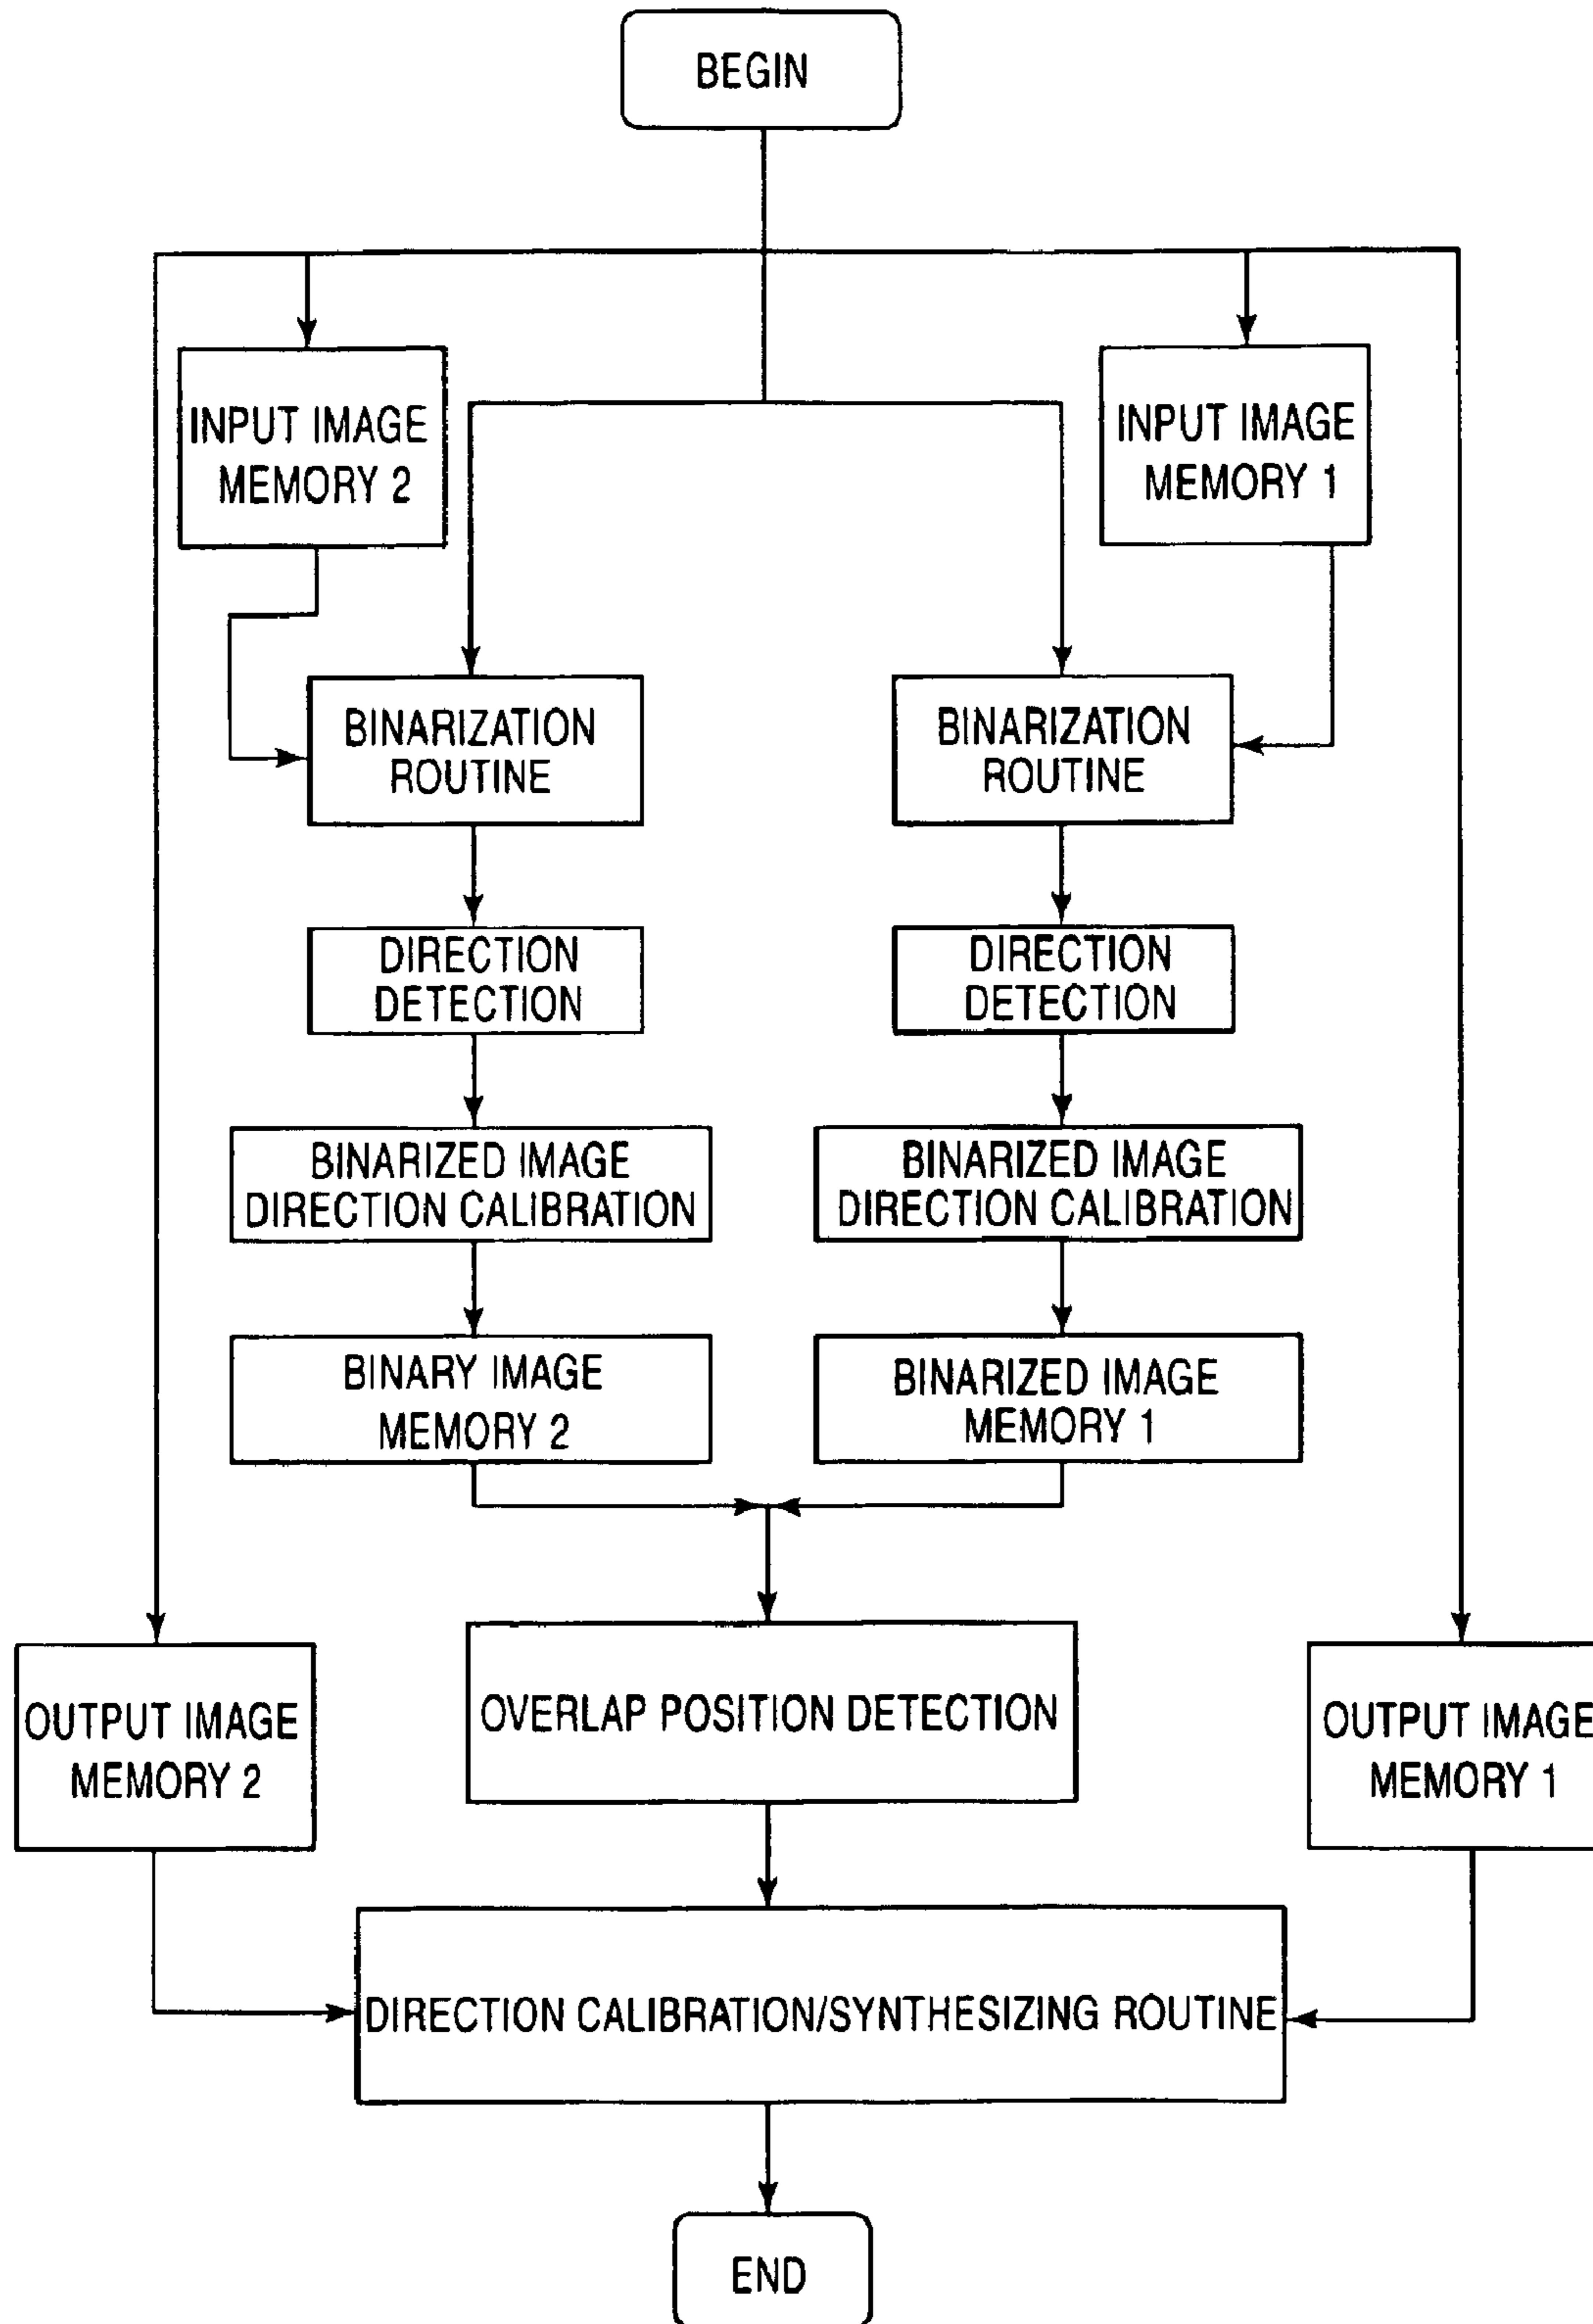 BEGIN
INPUT IMAGE
MEMORY 2
INPUT IMAGE
MEMORY 1
BINARIZATION
ROUTINE
BINARIZATION
ROUTINE
DIRECTION
DETECTION
DIRECTION
DETECTION
BINARIZED IMAGE
DIRECTION CALIBRATION
BINARIZED IMAGE
DIRECTION CALIBRATION
BINARY IMAGE
MEMORY 2
BINARIZED IMAGE
MEMORY 1
OUTPUT IMAGE
MEMORY 2
OVERLAP POSITION DETECTION
OUTPUT IMAGE
MEMORY 1
DIRECTION CALIBRATION/SYNTHESIZING ROUTINE
END